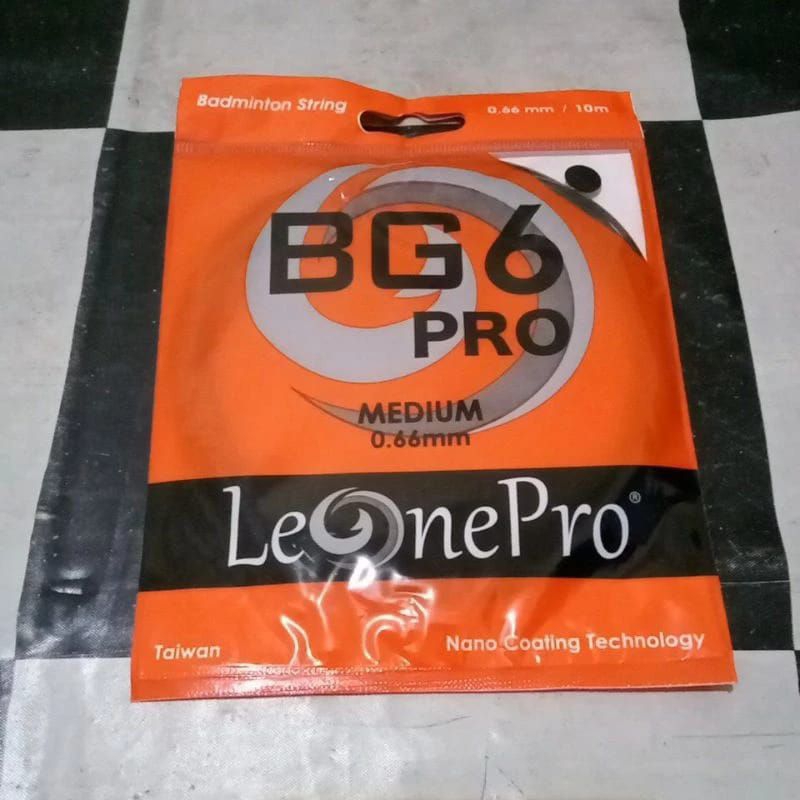 Badminton String
0.66 mm / 10m
BG6
PRO
MEDIUM
0.66mm
LeonePro®
Taiwan
Nano Coating Technology